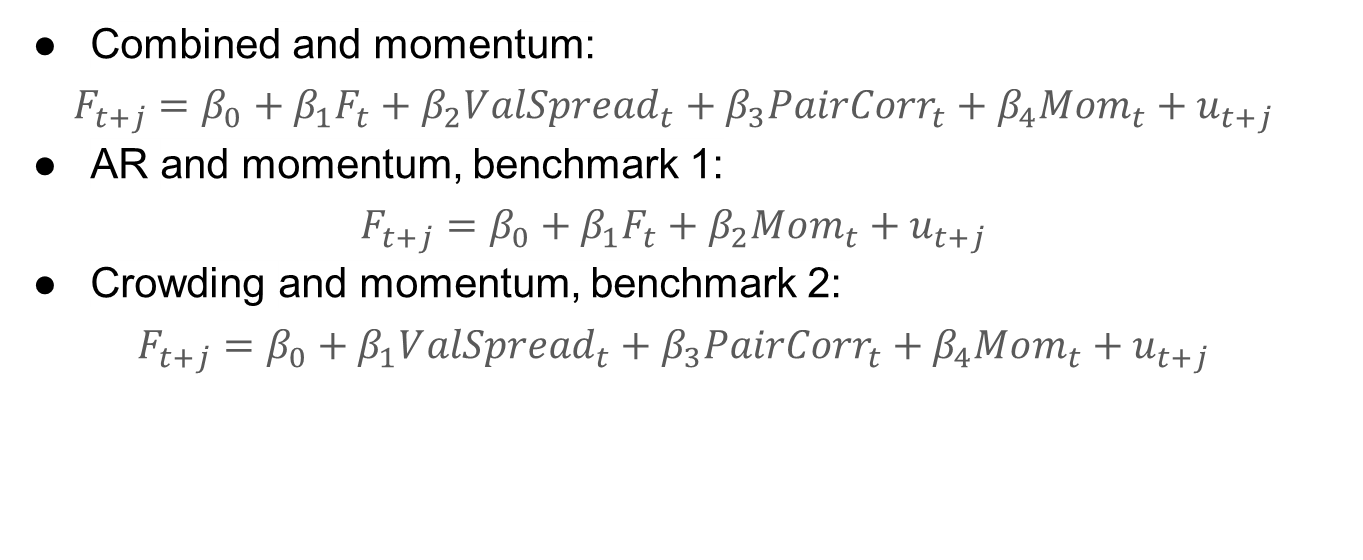 ● Combined and momentum:
F_{t+j} = β_0 + β_1F_t + β_2ValSpread_t + β_3PairCorr_t + β_4Mom_t + u_{t+j}
● AR and momentum, benchmark 1:
F_{t+j} = β_0 + β_1F_t + β_2Mom_t + u_{t+j}
● Crowding and momentum, benchmark 2:
F_{t+j} = β_0 + β_1ValSpread_t + β_3PairCorr_t + β_4Mom_t + u_{t+j}